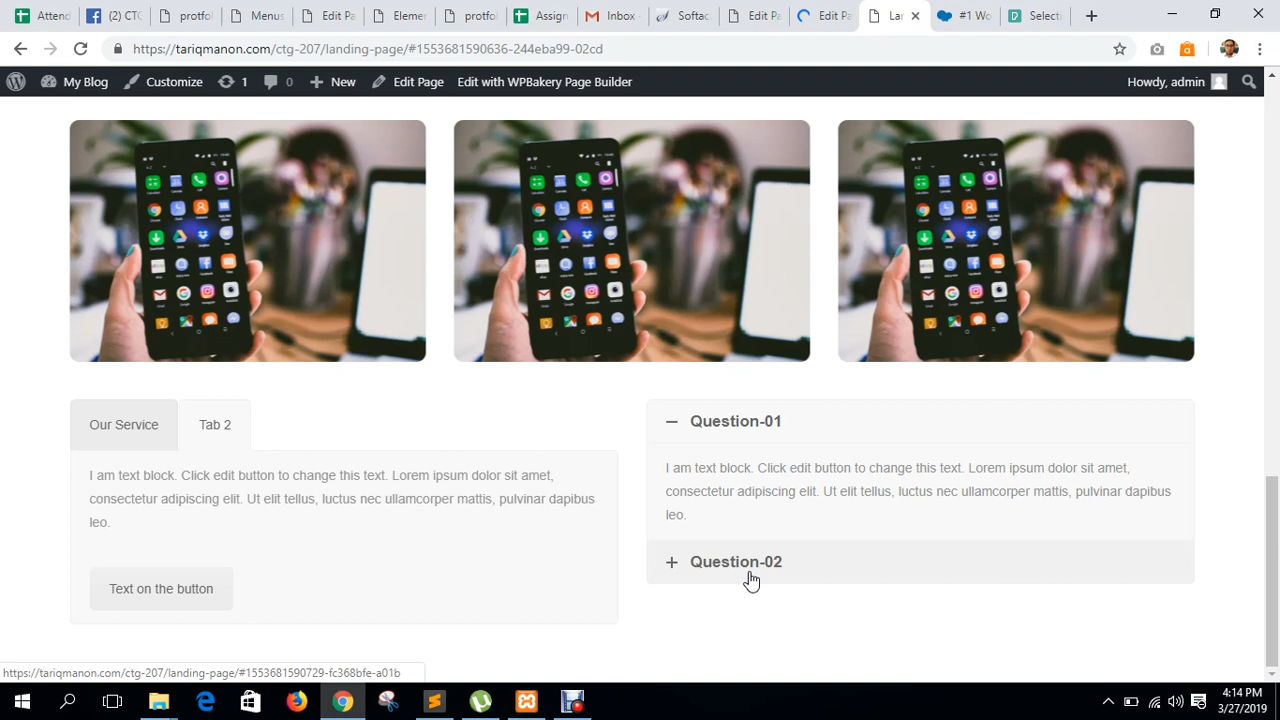 Attend
(2) CTG
protfol
Menus
Edit Pa
Elemer
protfol
Assign
Inbox
Softac
Edit Pa
Edit Pa
Lan
#1 Wo
Selecti
https://tariqmanon.com/ctg-207/landing-page/#1553681590636-244eba99-02cd
My Blog
Customize
1
0
New
Edit Page
Edit with WPBakery Page Builder
Howdy, admin
Our Service
Tab 2
I am text block. Click edit button to change this text. Lorem ipsum dolor sit amet,
consectetur adipiscing elit. Ut elit tellus, luctus nec ullamcorper mattis, pulvinar dapibus
leo.
Text on the button
Question-01
I am text block. Click edit button to change this text. Lorem ipsum dolor sit amet,
consectetur adipiscing elit. Ut elit tellus, luctus nec ullamcorper mattis, pulvinar dapibus
leo.
Question-02
https://tariqmanon.com/ctg-207/landing-page/#1553681590729-fc368bfe-a01b
4:14 PM
3/27/2019